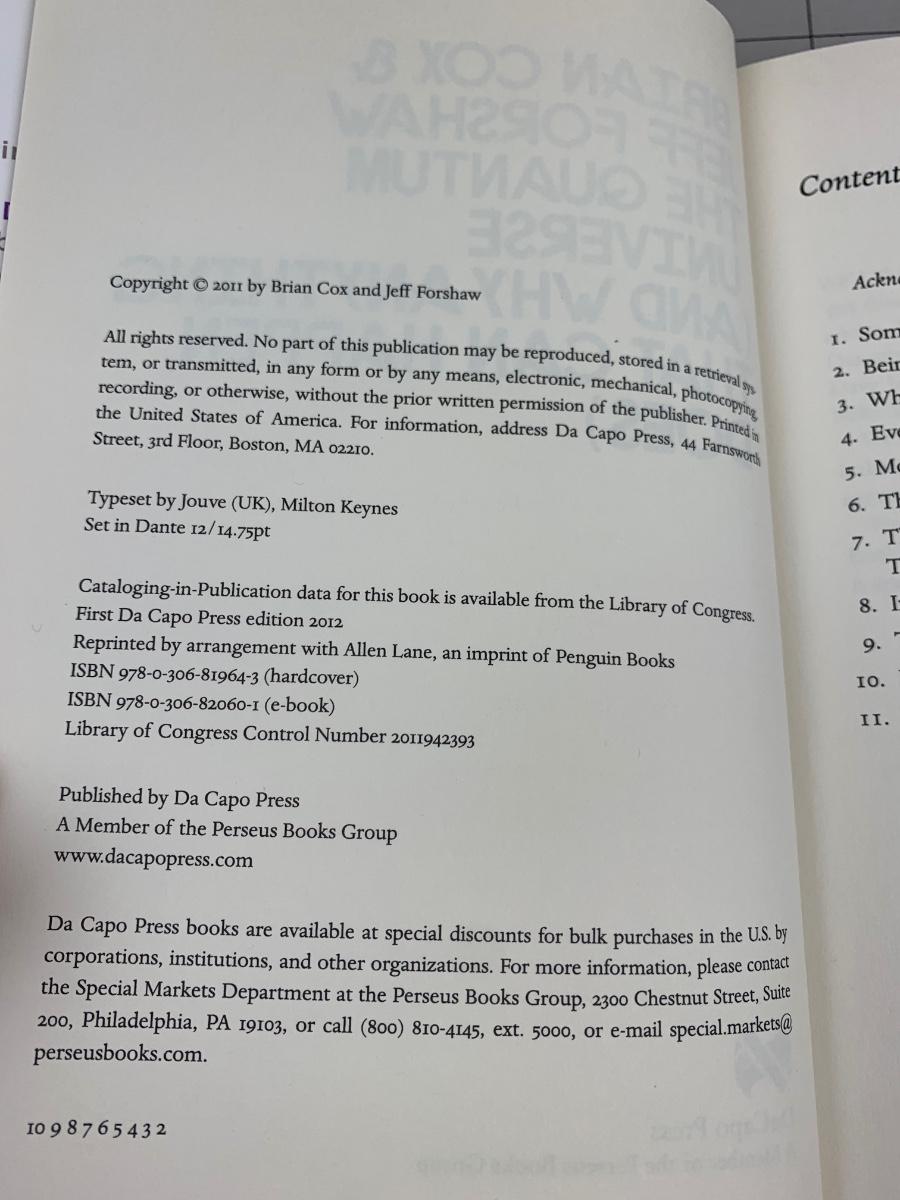 Copyright © 2011 by Brian Cox and Jeff Forshaw
All rights reserved. No part of this publication may be reproduced, stored in a retrieval sys-
tem, or transmitted, in any form or by any means, electronic, mechanical, photocopying,
recording, or otherwise, without the prior written permission of the publisher. Printed in
the United States of America. For information, address Da Capo Press, 44 Farnsworth
Street, 3rd Floor, Boston, MA 02210.
Typeset by Jouve (UK), Milton Keynes
Set in Dante 12/14.75pt
Cataloging-in-Publication data for this book is available from the Library of Congress.
First Da Capo Press edition 2012
Reprinted by arrangement with Allen Lane, an imprint of Penguin Books
ISBN 978-0-306-81964-3 (hardcover)
ISBN 978-0-306-82060-1 (e-book)
Library of Congress Control Number 2011942393
Published by Da Capo Press
A Member of the Perseus Books Group
www.dacapopress.com
Da Capo Press books are available at special discounts for bulk purchases in the U.S. by
corporations, institutions, and other organizations. For more information, please contact
the Special Markets Department at the Perseus Books Group, 2300 Chestnut Street, Suite
200, Philadelphia, PA 19103, or call (800) 810-4145, ext. 5000, or e-mail special.markets@
perseusbooks.com.
10 9 8 7 6 5 4 3 2
Content
Ackn
1. Som
2. Bein
3. Wh
4. Eve
5. Mo
6. Th
7. T
T
8. I
9. T
10.
11.